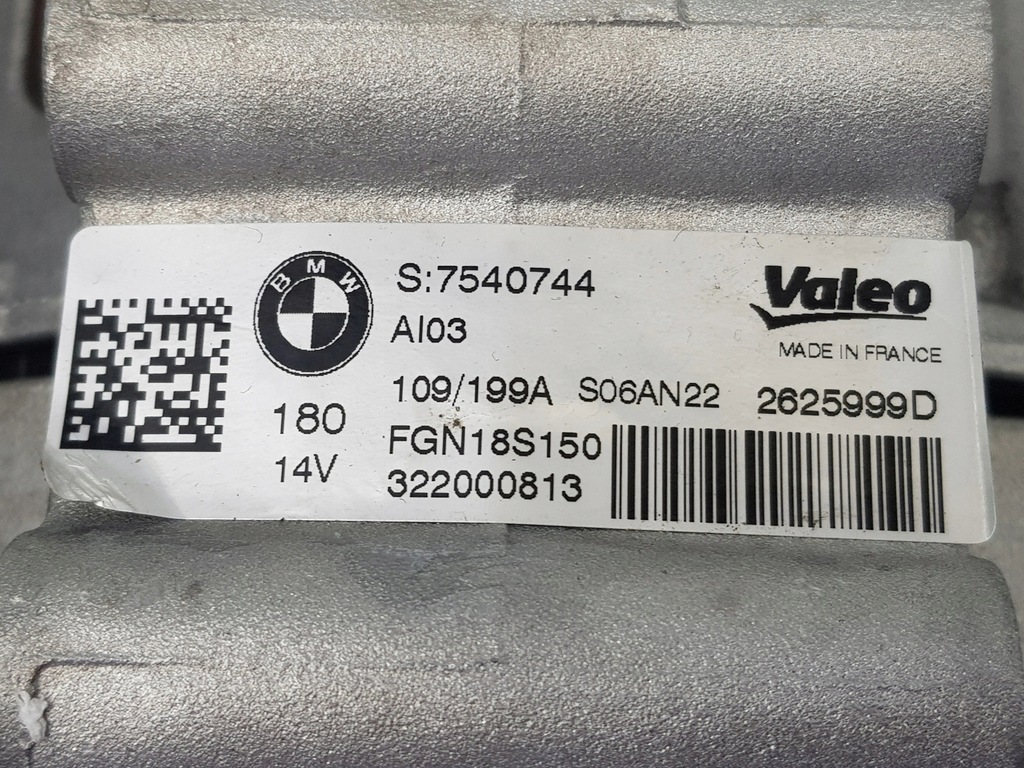 BMW
S:7540744
AI03
Valeo
MADE IN FRANCE
109/199A S06AN22 2625999D
180
FGN18S150
14V
322000813